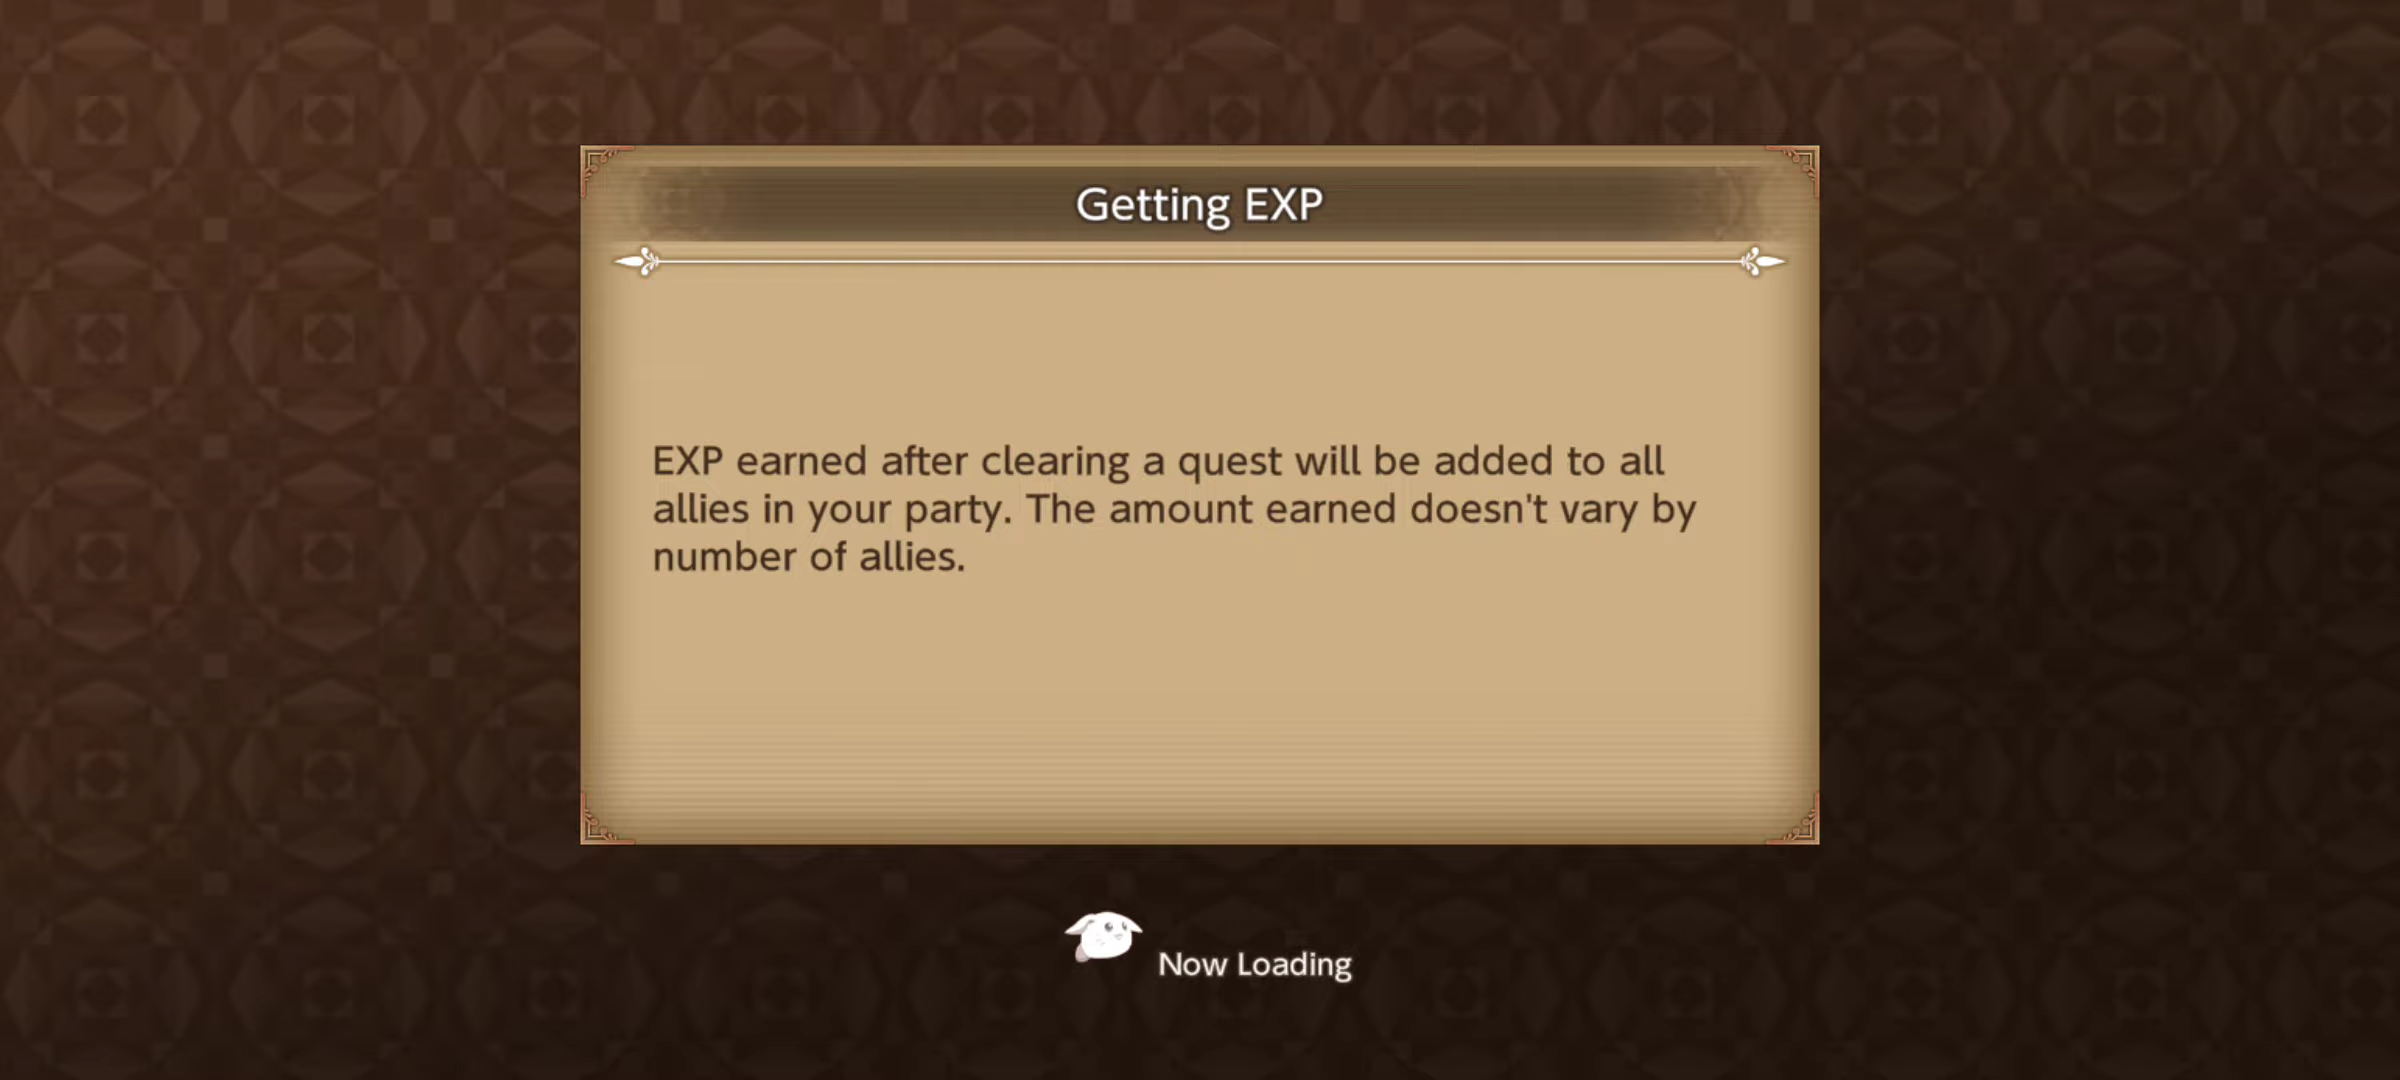 Getting EXP
EXP earned after clearing a quest will be added to all
allies in your party. The amount earned doesn't vary by
number of allies.
Now Loading